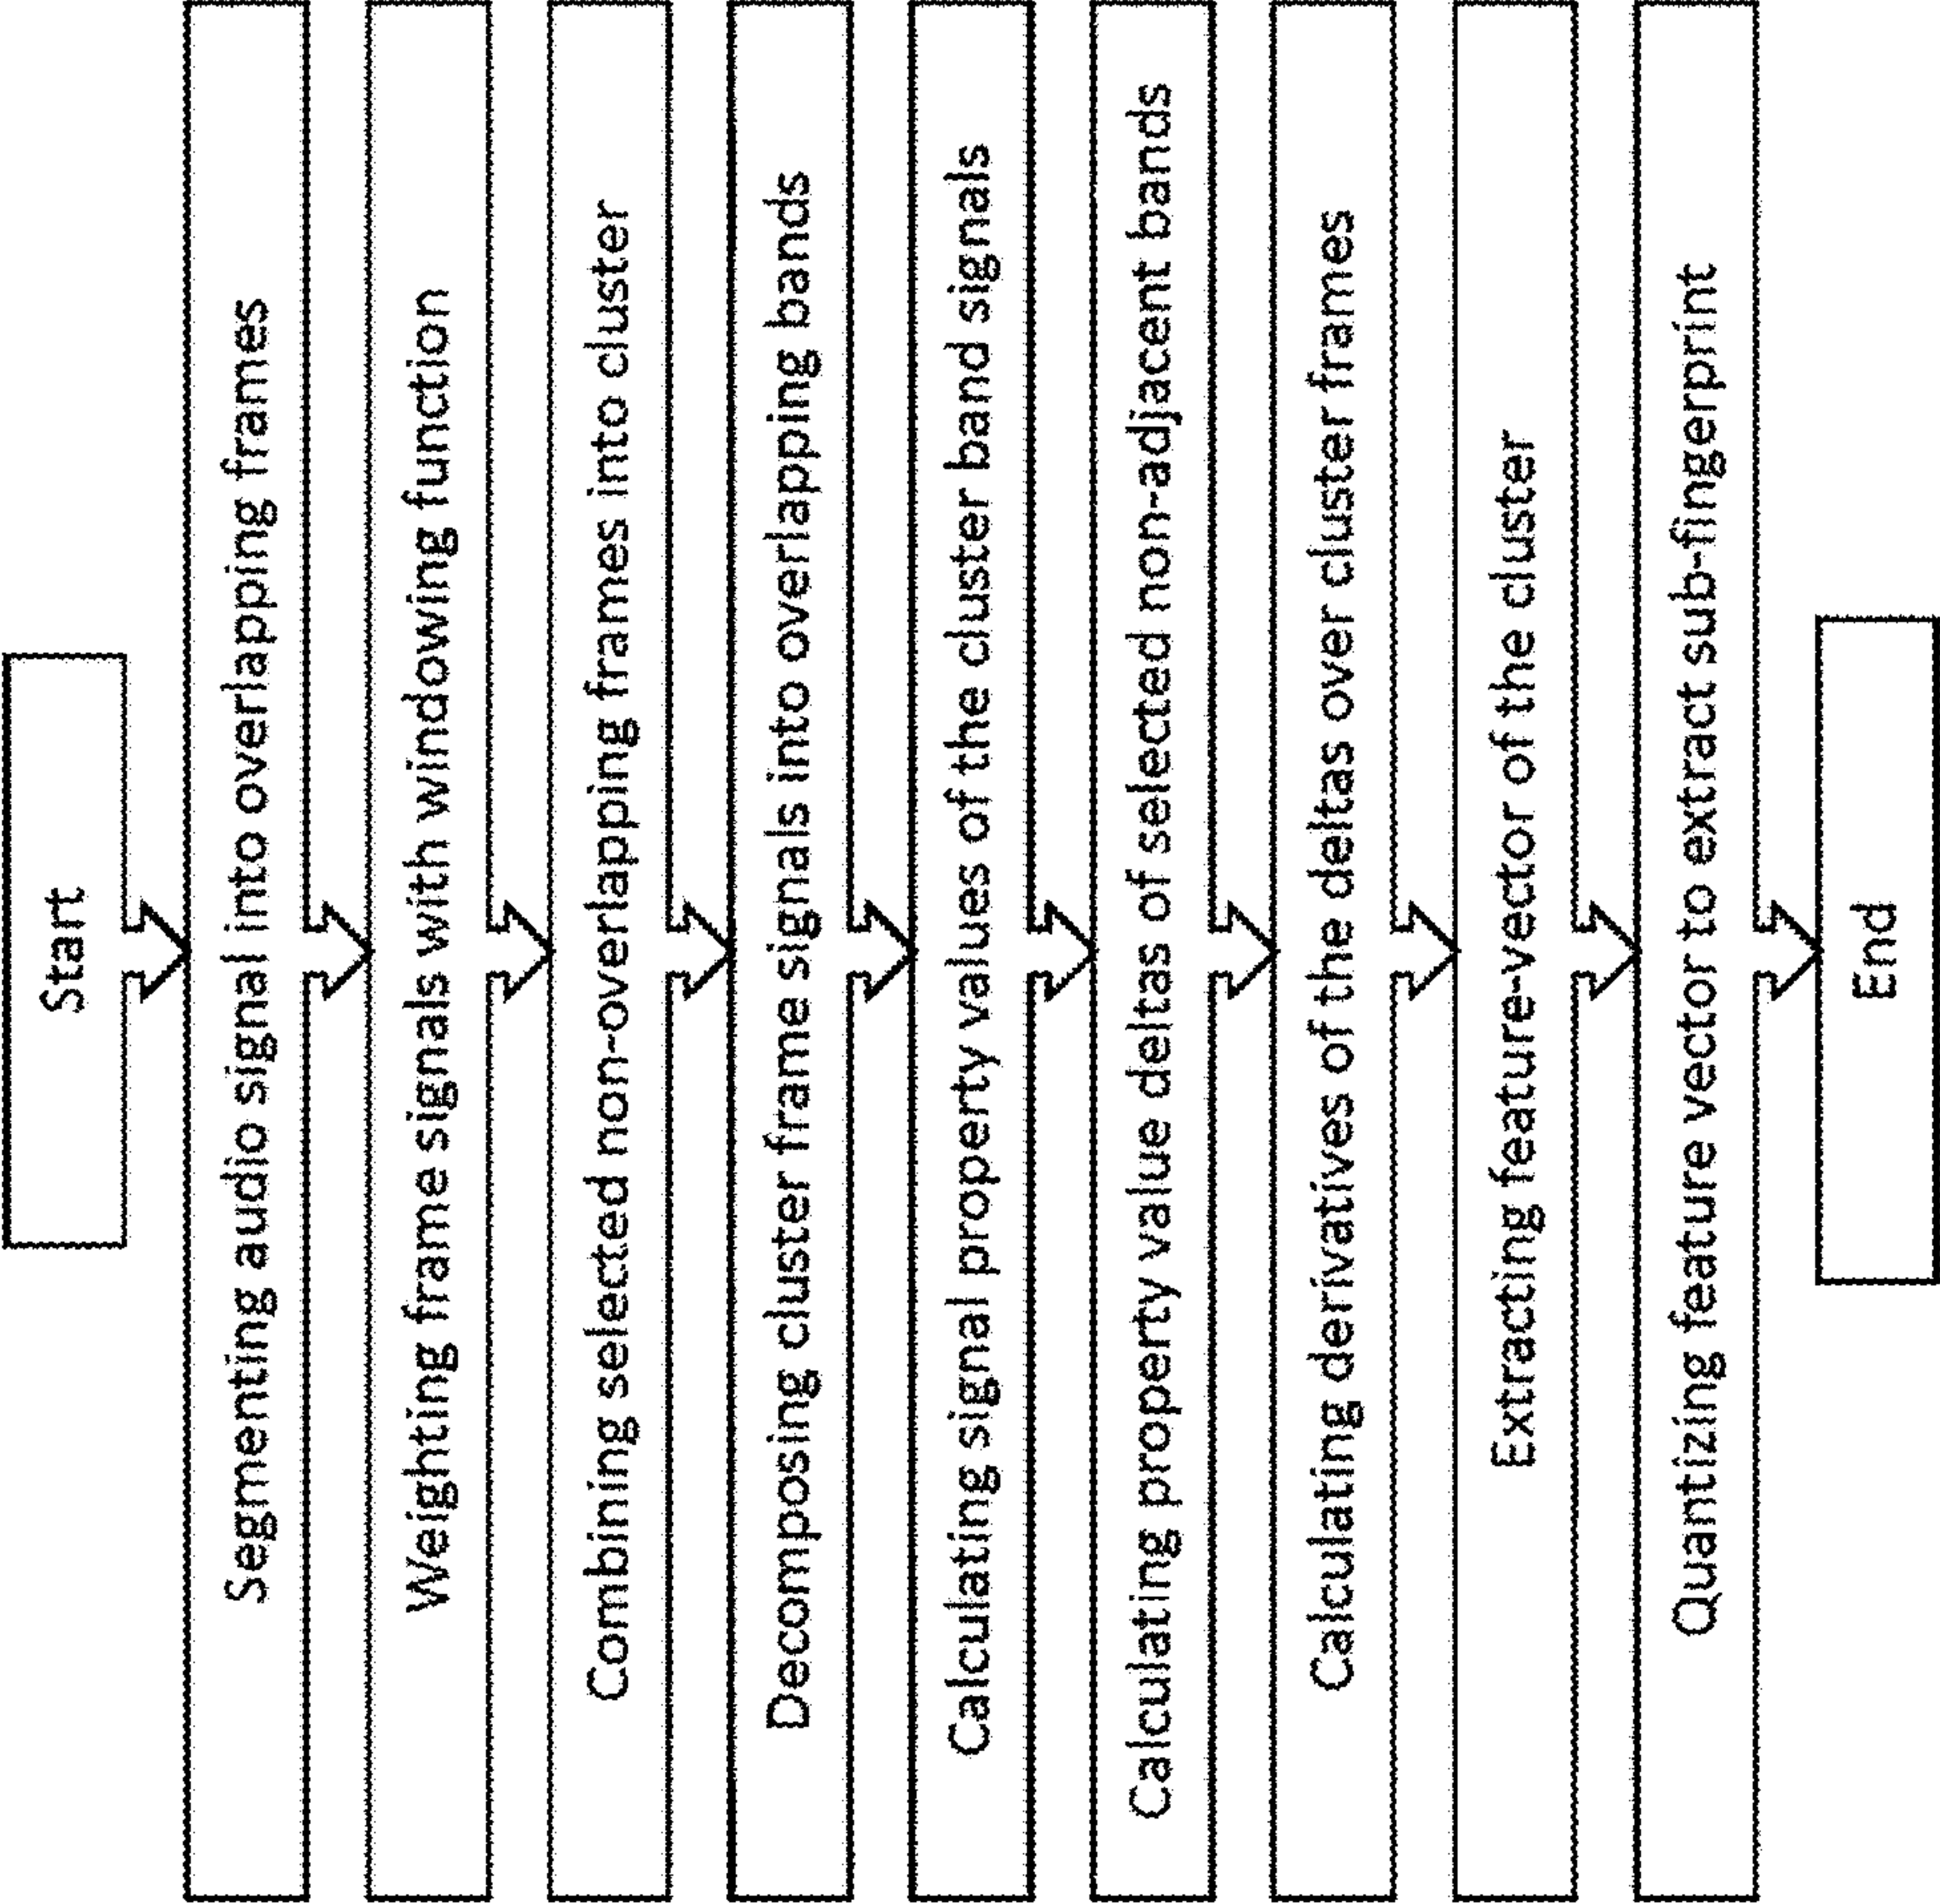 Start
Segmenting audio signal into overlapping frames
Weighting frame signals with windowing function
Combining selected non-overlapping frames into cluster
Decomposing cluster frame signals into overlapping bands
Calculating signal property values of the cluster band signals
Calculating property value deltas of selected non-adjacent bands
Calculating derivatives of the deltas over cluster frames
Extracting feature-vector of the cluster
Quantizing feature vector to extract sub-fingerprint
End